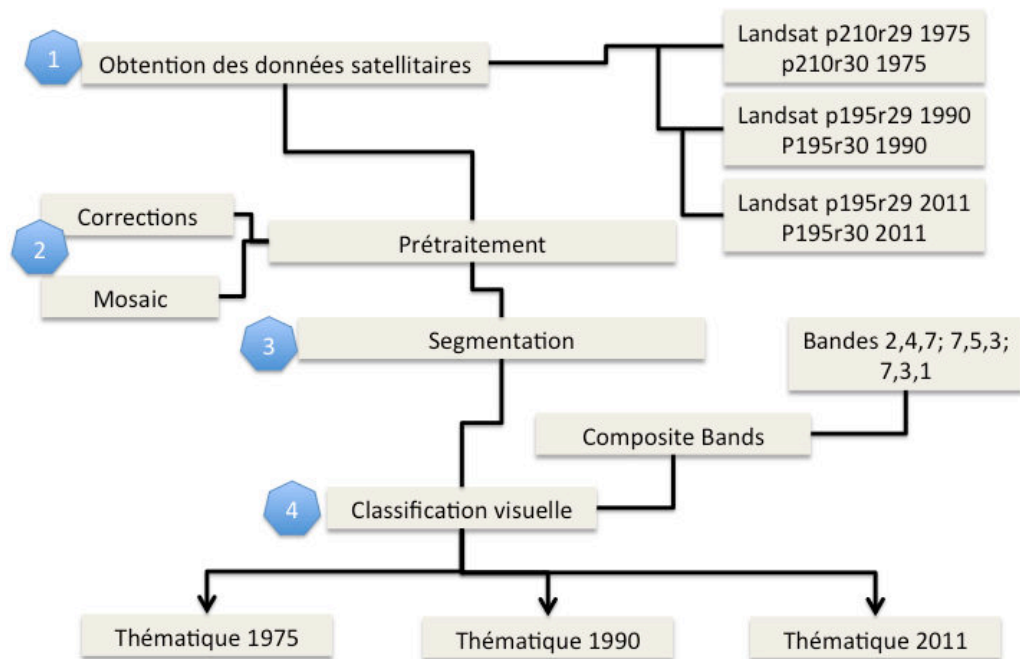 1
Obtention des données satellitaires
Landsat p210r29 1975
p210r30 1975
Landsat p195r29 1990
P195r30 1990
Landsat p195r29 2011
P195r30 2011
Corrections
2
Prétraitement
Mosaic
3
Segmentation
Bandes 2,4,7; 7,5,3;
7,3,1
Composite Bands
4
Classification visuelle
Thématique 1975
Thématique 1990
Thématique 2011